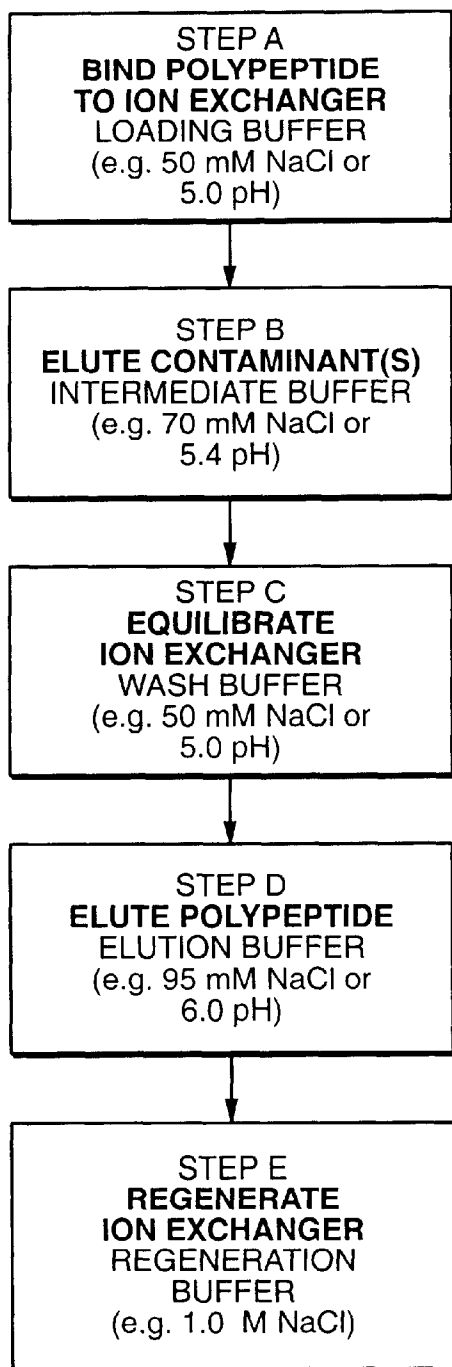 STEP A
BIND POLYPEPTIDE
TO ION EXCHANGER
LOADING BUFFER
(e.g. 50 mM NaCl or
5.0 pH)
STEP B
ELUTE CONTAMINANT(S)
INTERMEDIATE BUFFER
(e.g. 70 mM NaCl or
5.4 pH)
STEP C
EQUILIBRATE
ION EXCHANGER
WASH BUFFER
(e.g. 50 mM NaCl or
5.0 pH)
STEP D
ELUTE POLYPEPTIDE
ELUTION BUFFER
(e.g. 95 mM NaCl or
6.0 pH)
STEP E
REGENERATE
ION EXCHANGER
REGENERATION
BUFFER
(e.g. 1.0 M NaCl)